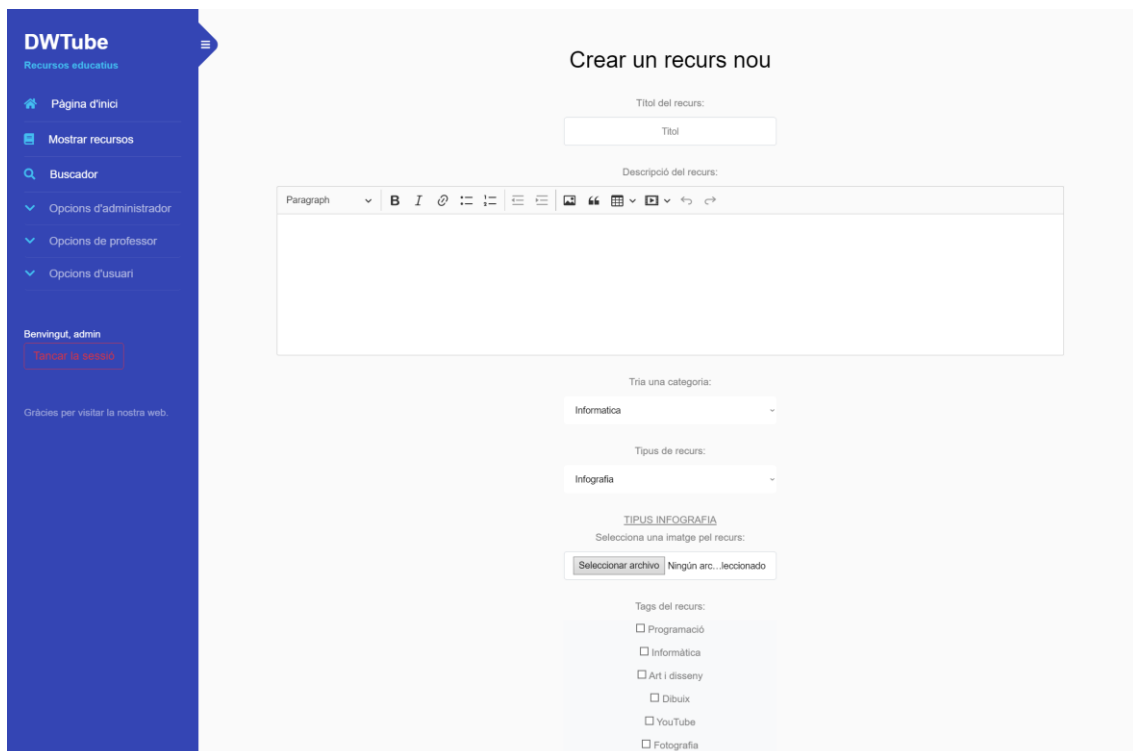 DWTube
Recursos educatius
Pàgina d'inici
Mostrar recursos
Buscador
Opcions d'administrador
Opcions de professor
Opcions d'usuari
Benvingut, admin
Tancar la sessió
Gràcies per visitar la nostra web.
Crear un recurs nou
Títol del recurs:
Titol
Descripció del recurs:
Paragraph
Tria una categoria:
Informatica
Tipus de recurs:
Infografia
TIPUS INFOGRAFIA
Selecciona una imatge pel recurs:
Seleccionar archivo Ningún arc...leccionado
Tags del recurs:
Programació
Informàtica
Art i disseny
Dibuix
YouTube
Fotografia